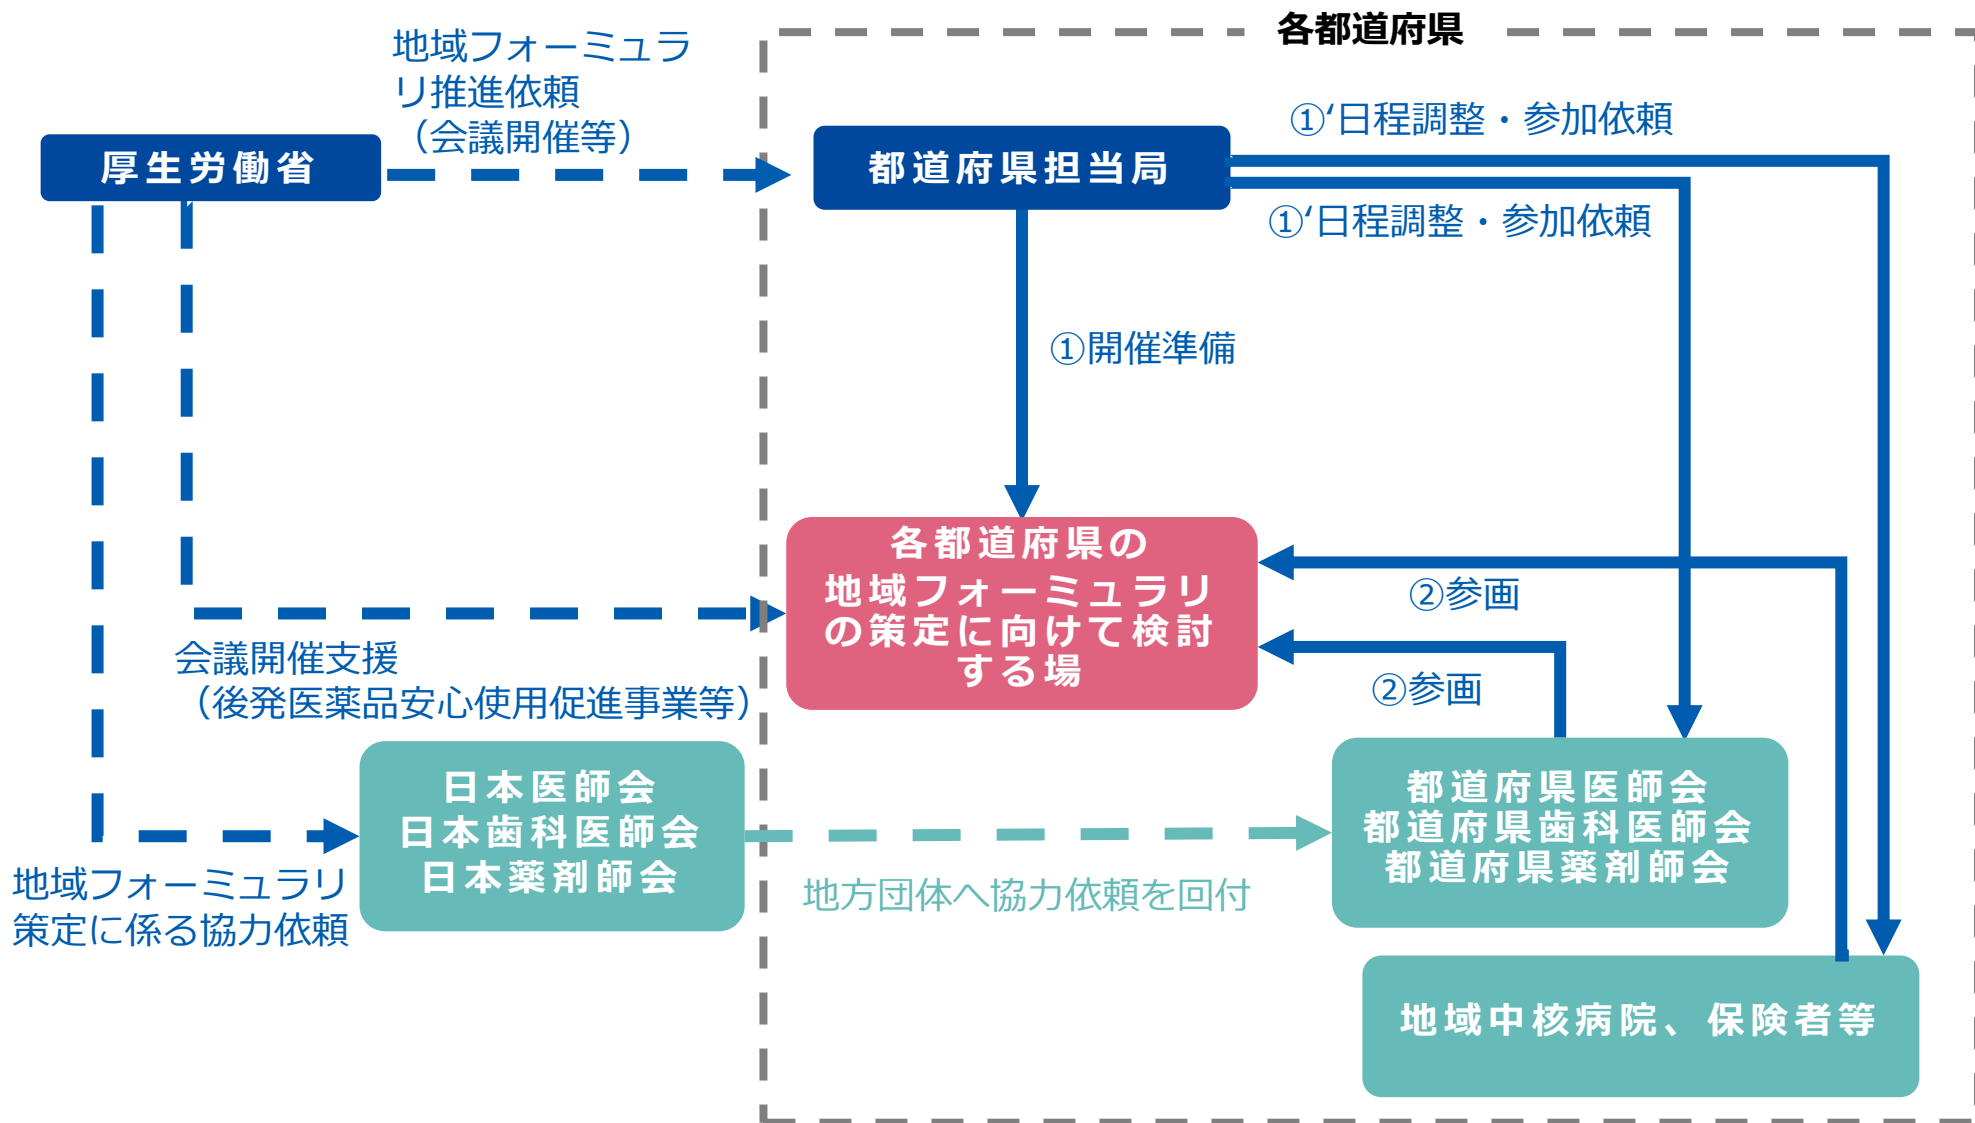 各都道府県
地域フォーミュラ
リ推進依頼
（会議開催等）
厚生労働省
都道府県担当局
①‘日程調整・参加依頼
①‘日程調整・参加依頼
①開催準備
各都道府県の
地域フォーミュラリ
の策定に向けて検討
する場
②参画
②参画
会議開催支援
（後発医薬品安心使用促進事業等）
日本医師会
日本歯科医師会
日本薬剤師会
都道府県医師会
都道府県歯科医師会
都道府県薬剤師会
地域フォーミュラリ
策定に係る協力依頼
地方団体へ協力依頼を回付
地域中核病院、保険者等